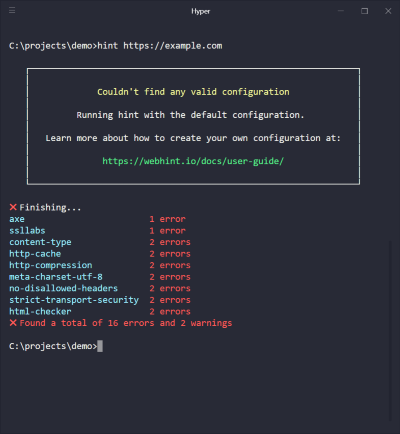 Hyper
C:\projects\demo>hint https://example.com
Couldn't find any valid configuration
Running hint with the default configuration.
Learn more about how to create your own configuration at:
https://webhint.io/docs/user-guide/
Finishing...
axe 1 error
ssllabs 1 error
content-type 2 errors
http-cache 2 errors
http-compression 2 errors
meta-charset-utf-8 2 errors
no-disallowed-headers 2 errors
strict-transport-security 2 errors
html-checker 2 errors
Found a total of 16 errors and 2 warnings
C:\projects\demo>